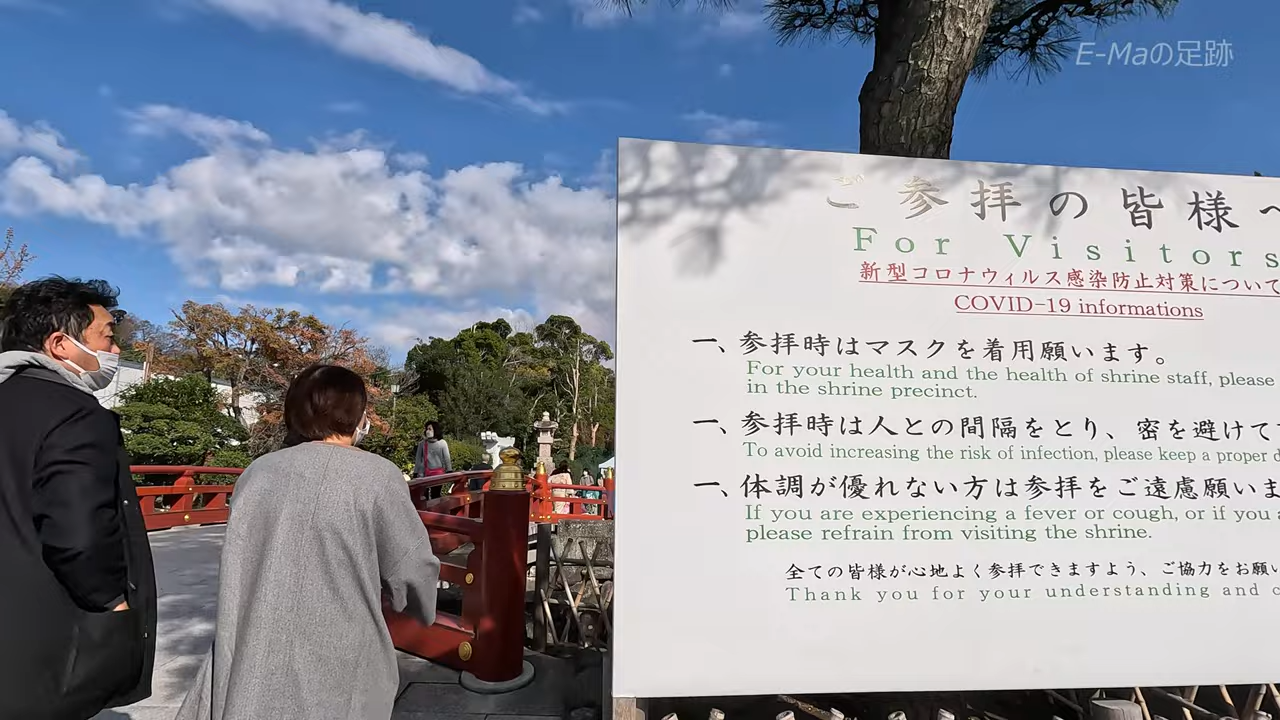 E-Maの足跡
ご参拝の皆様へ
For Visitors
新型コロナウィルス感染防止対策について
COVID-19 informations
一、参拝時はマスクを着用願います。
For your health and the health of shrine staff, please
in the shrine precinct.
一、参拝時は人との間隔をとり、密を避けて
To avoid increasing the risk of infection, please keep a proper
一、体調が優れない方は参拝をご遠慮願いま
If you are experiencing a fever or cough, or if you
please refrain from visiting the shrine.
全ての皆様が心地よく参拝できますよう、ご協力をお願い
Thank you for your understanding and